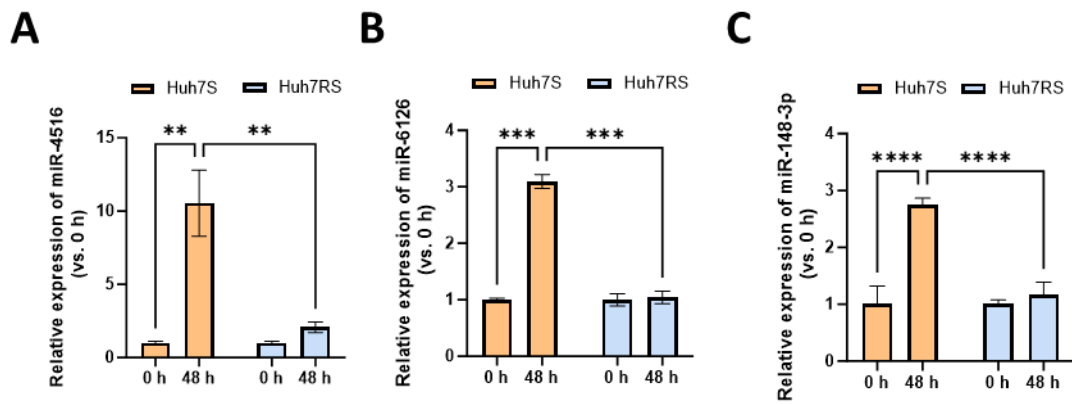 A
Huh7S Huh7RS
Relative expression of miR-4516
(vs. 0 h)
15
10
5
0
** **
0 h 48 h 0 h 48 h
B
Huh7S Huh7RS
Relative expression of miR-6126
(vs. 0 h)
4
3
2
1
0
*** ***
0 h 48 h 0 h 48 h
C
Huh7S Huh7RS
Relative expression of miR-148-3p
(vs. 0 h)
4
3
2
1
0
**** ****
0 h 48 h 0 h 48 h